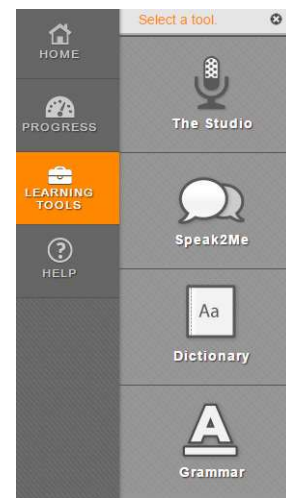 HOME
PROGRESS
LEARNING
TOOLS
HELP
Select a tool.
The Studio
Speak2Me
Aa
Dictionary
A
Grammar